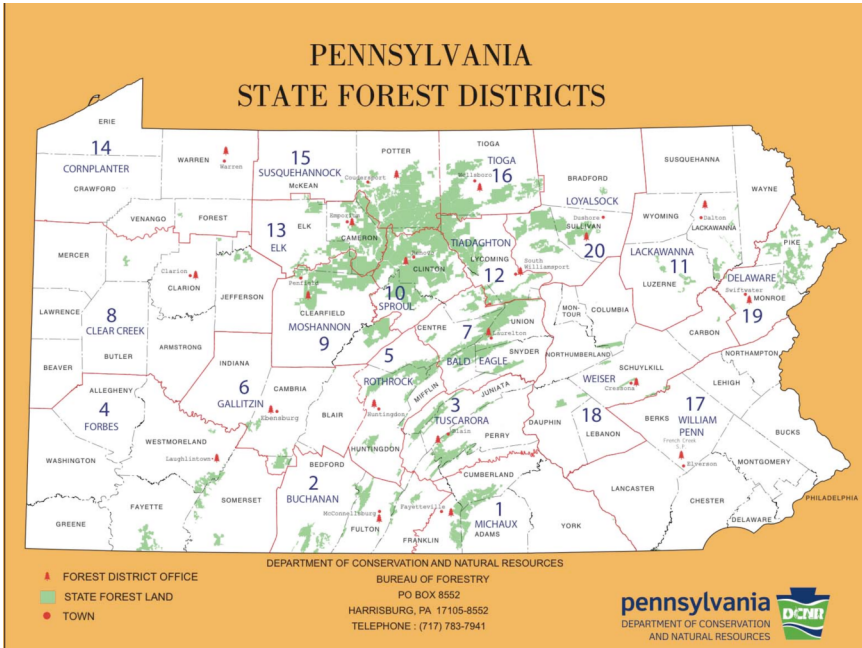 PENNSYLVANIA
STATE FOREST DISTRICTS
ERIE
14
CORNPLANTER
CRAWFORD
WARREN
Warren
15
SUSQUEHANNOCK
McKEAN
POTTER
Coudersport
TIOGA
TIOGA
Wellsboro
16
BRADFORD
LOYALSOCK
Dushore
SULLIVAN
20
SUSQUEHANNA
WAYNE
WYOMING
Dalton
LACKAWANNA
LACKAWANNA
11
LUZERNE
PIKE
DELAWARE
Swiftwater
MONROE
19
VENANGO
FOREST
13
ELK
ELK
Emporium
CAMERON
MERCER
Clarion
CLARION
JEFFERSON
Penfield
CLEARFIELD
MOSHANNON
9
Renovo
CLINTON
10
SPROUL
TIADAGHTON
LYCOMING
12
South
Williamsport
LAWRENCE
8
CLEAR CREEK
BUTLER
ARMSTRONG
BEAVER
CENTRE
7
BALD EAGLE
UNION
Laurelton
SNYDER
MON-
TOUR
COLUMBIA
NORTHUMBERLAND
CARBON
NORTHAMPTON
LEHIGH
SCHUYLKILL
WEISER
Cressona
ALLEGHENY
4
FORBES
INDIANA
6
GALLITZIN
CAMBRIA
Ebensburg
BLAIR
5
ROTHROCK
Huntingdon
MIFFLIN
HUNTINGDON
3
TUSCARORA
Blain
JUNIATA
PERRY
DAUPHIN
18
LEBANON
BERKS
17
WILLIAM
PENN
French Creek
S.P.
Elverson
BUCKS
MONTGOMERY
PHILADELPHIA
WASHINGTON
WESTMORELAND
Laughlintown
GREENE
FAYETTE
SOMERSET
BEDFORD
2
BUCHANAN
McConnellsburg
FULTON
Fayetteville
FRANKLIN
CUMBERLAND
1
MICHAUX
ADAMS
YORK
LANCASTER
CHESTER
DELAWARE
FOREST DISTRICT OFFICE
STATE FOREST LAND
TOWN
DEPARTMENT OF CONSERVATION AND NATURAL RESOURCES
BUREAU OF FORESTRY
PO BOX 8552
HARRISBURG, PA 17105-8552
TELEPHONE : (717) 783-7941
pennsylvania
DCNR
DEPARTMENT OF CONSERVATION
AND NATURAL RESOURCES